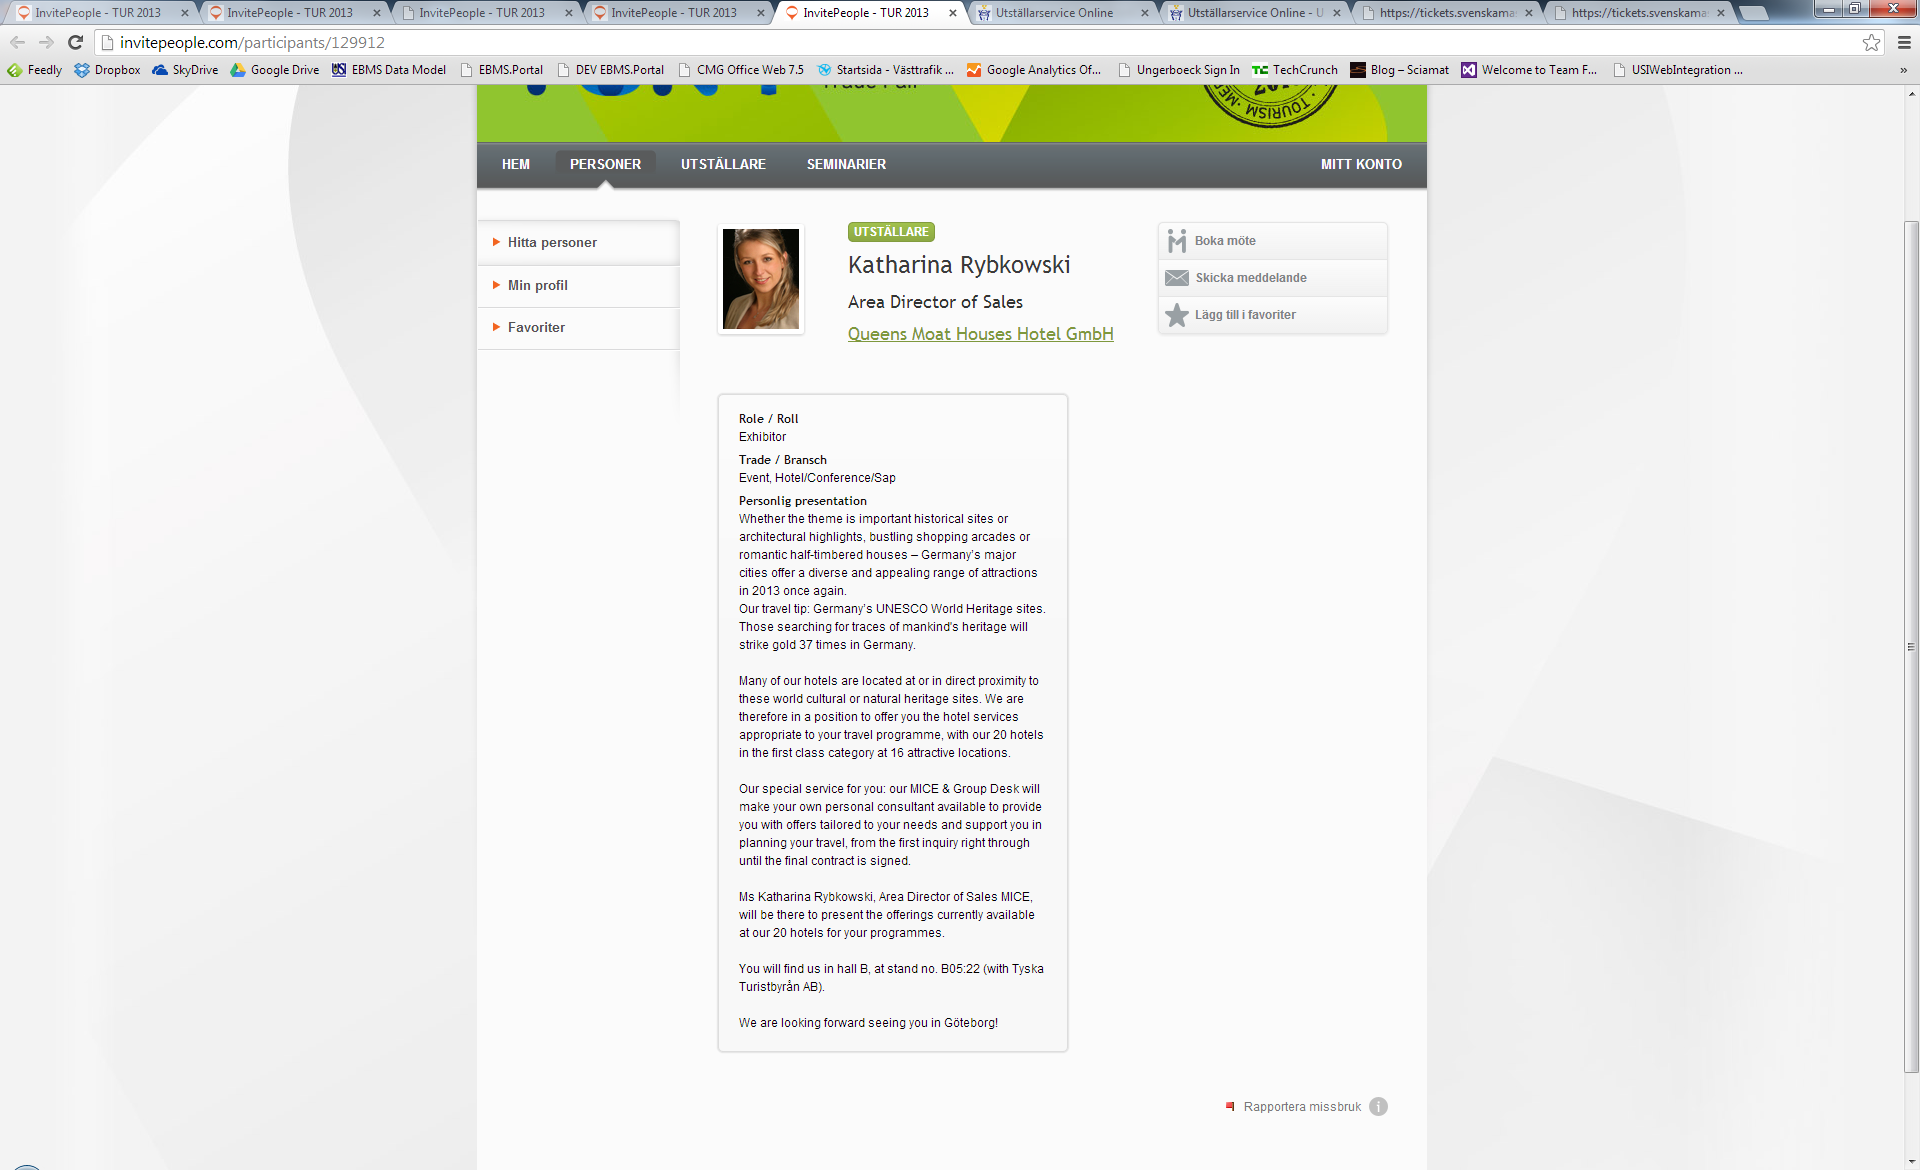 InvitePeople - TUR 2013
InvitePeople - TUR 2013
InvitePeople - TUR 2013
InvitePeople - TUR 2013
InvitePeople - TUR 2013
Utställarservice Online
Utställarservice Online - U
https://tickets.svenskama
https://tickets.svenskama
invitepeople.com/participants/129912
Feedly
Dropbox
SkyDrive
Google Drive
EBMS Data Model
EBMS.Portal
DEV EBMS.Portal
CMG Office Web 7.5
Startsida - Västtrafik ...
Google Analytics Of...
Ungerboeck Sign In
TechCrunch
Blog – Sciamat
Welcome to Team F...
USIWebIntegration ...
»
TOURISM
HEM
PERSONER
UTSTÄLLARE
SEMINARIER
MITT KONTO
Hitta personer
Min profil
Favoriter
UTSTÄLLARE
Katharina Rybkowski
Area Director of Sales
Queens Moat Houses Hotel GmbH
Boka möte
Skicka meddelande
Lägg till i favoriter
Role / Roll
Exhibitor
Trade / Bransch
Event, Hotel/Conference/Sap
Personlig presentation
Whether the theme is important historical sites or
architectural highlights, bustling shopping arcades or
romantic half-timbered houses – Germany’s major
cities offer a diverse and appealing range of attractions
in 2013 once again.
Our travel tip: Germany’s UNESCO World Heritage sites.
Those searching for traces of mankind's heritage will
strike gold 37 times in Germany.
Many of our hotels are located at or in direct proximity to
these world cultural or natural heritage sites. We are
therefore in a position to offer you the hotel services
appropriate to your travel programme, with our 20 hotels
in the first class category at 16 attractive locations.
Our special service for you: our MICE & Group Desk will
make your own personal consultant available to provide
you with offers tailored to your needs and support you in
planning your travel, from the first inquiry right through
until the final contract is signed.
Ms Katharina Rybkowski, Area Director of Sales MICE,
will be there to present the offerings currently available
at our 20 hotels for your programmes.
You will find us in hall B, at stand no. B05:22 (with Tyska
Turistbyrån AB).
We are looking forward seeing you in Göteborg!
Rapportera missbruk